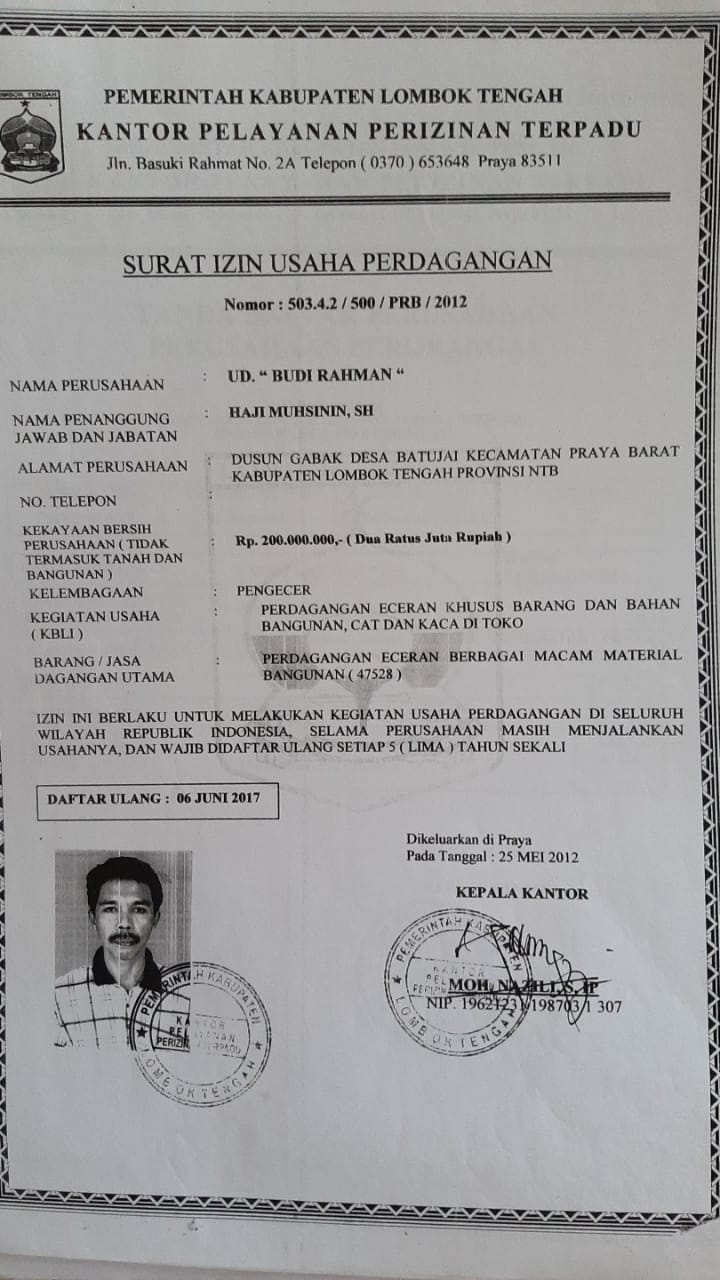 LOMBOK TENGAH
PEMERINTAH KABUPATEN LOMBOK TENGAH
KANTOR PELAYANAN PERIZINAN TERPADU
Jln. Basuki Rahmat No. 2A Telepon ( 0370 ) 653648 Praya 83511
SURAT IZIN USAHA PERDAGANGAN
Nomor : 503.4.2 / 500 / PRB / 2012
NAMA PERUSAHAAN : UD. “ BUDI RAHMAN “
NAMA PENANGGUNG : HAJI MUHSININ, SH
JAWAB DAN JABATAN
ALAMAT PERUSAHAAN : DUSUN GABAK DESA BATUJAI KECAMATAN PRAYA BARAT
KABUPATEN LOMBOK TENGAH PROVINSI NTB
NO. TELEPON :
KEKAYAAN BERSIH
PERUSAHAAN ( TIDAK : Rp. 200.000.000,- ( Dua Ratus Juta Rupiah )
TERMASUK TANAH DAN
BANGUNAN )
KELEMBAGAAN : PENGECER
KEGIATAN USAHA : PERDAGANGAN ECERAN KHUSUS BARANG DAN BAHAN
( KBLI ) BANGUNAN, CAT DAN KACA DI TOKO
BARANG / JASA : PERDAGANGAN ECERAN BERBAGAI MACAM MATERIAL
DAGANGAN UTAMA BANGUNAN ( 47528 )
IZIN INI BERLAKU UNTUK MELAKUKAN KEGIATAN USAHA PERDAGANGAN DI SELURUH
WILAYAH REPUBLIK INDONESIA, SELAMA PERUSAHAAN MASIH MENJALANKAN
USAHANYA, DAN WAJIB DIDAFTAR ULANG SETIAP 5 ( LIMA ) TAHUN SEKALI
DAFTAR ULANG : 06 JUNI 2017
Dikeluarkan di Praya
Pada Tanggal : 25 MEI 2012
KEPALA KANTOR
MOH. NAZILI, S.IP
NIP. 19621231 198703 1 307
PEMERINTAH KABUPATEN
KANTOR
PELAYANAN
PERIZINAN TERPADU
LOMBOK TENGAH
PEMERINTAH KABUPATEN
KANTOR
LOMBOK TENGAH